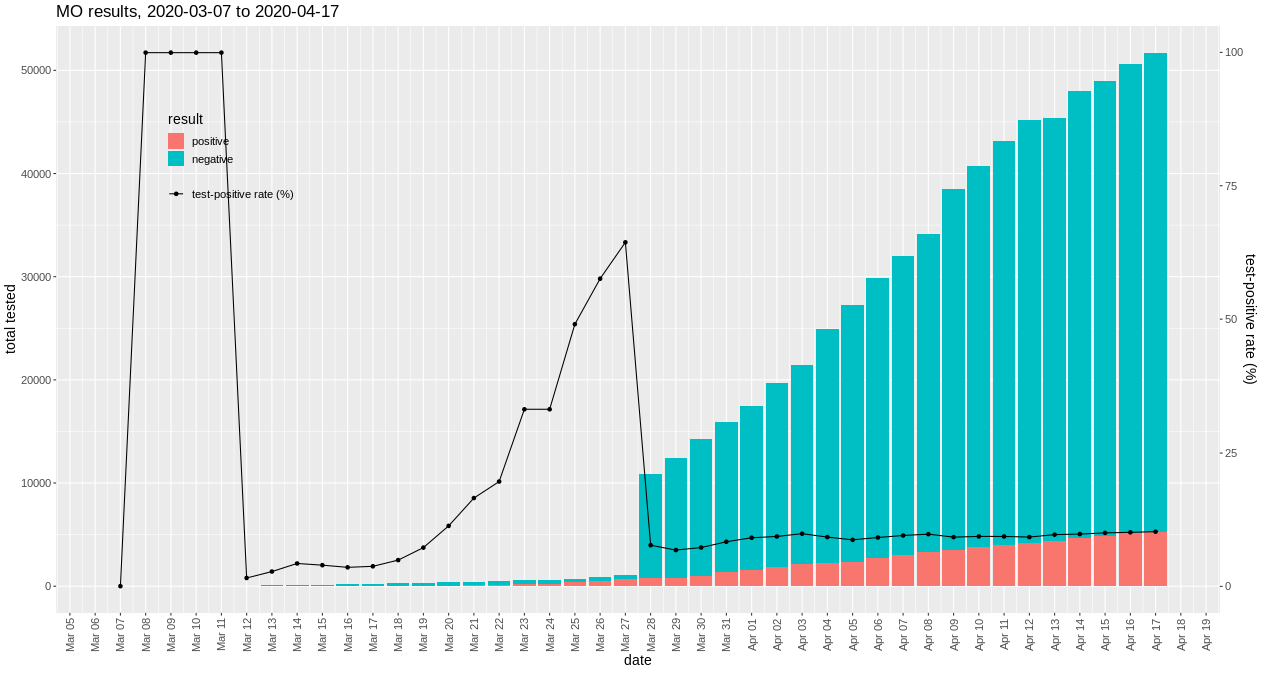 MO results, 2020-03-07 to 2020-04-17
total tested
50000
40000
30000
20000
10000
0
result
positive
negative
test-positive rate (%)
100
75
50
25
0
test-positive rate (%)
Mar 05
Mar 06
Mar 07
Mar 08
Mar 09
Mar 10
Mar 11
Mar 12
Mar 13
Mar 14
Mar 15
Mar 16
Mar 17
Mar 18
Mar 19
Mar 20
Mar 21
Mar 22
Mar 23
Mar 24
Mar 25
Mar 26
Mar 27
Mar 28
Mar 29
Mar 30
Mar 31
Apr 01
Apr 02
Apr 03
Apr 04
Apr 05
Apr 06
Apr 07
Apr 08
Apr 09
Apr 10
Apr 11
Apr 12
Apr 13
Apr 14
Apr 15
Apr 16
Apr 17
Apr 18
Apr 19
date